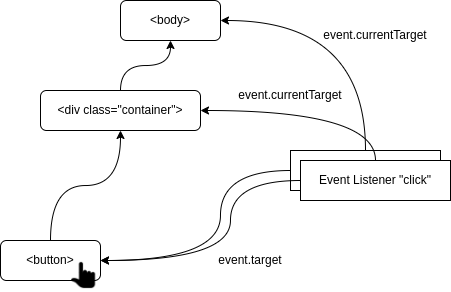 <body>
event.currentTarget
event.currentTarget
<div class="container">
Event Listener "click"
<button>
event.target